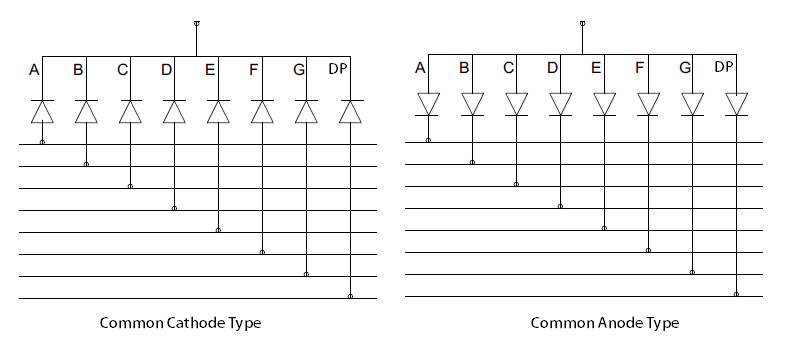 A B C D E F G DP
A B C D E F G DP
Common Cathode Type
Common Anode Type